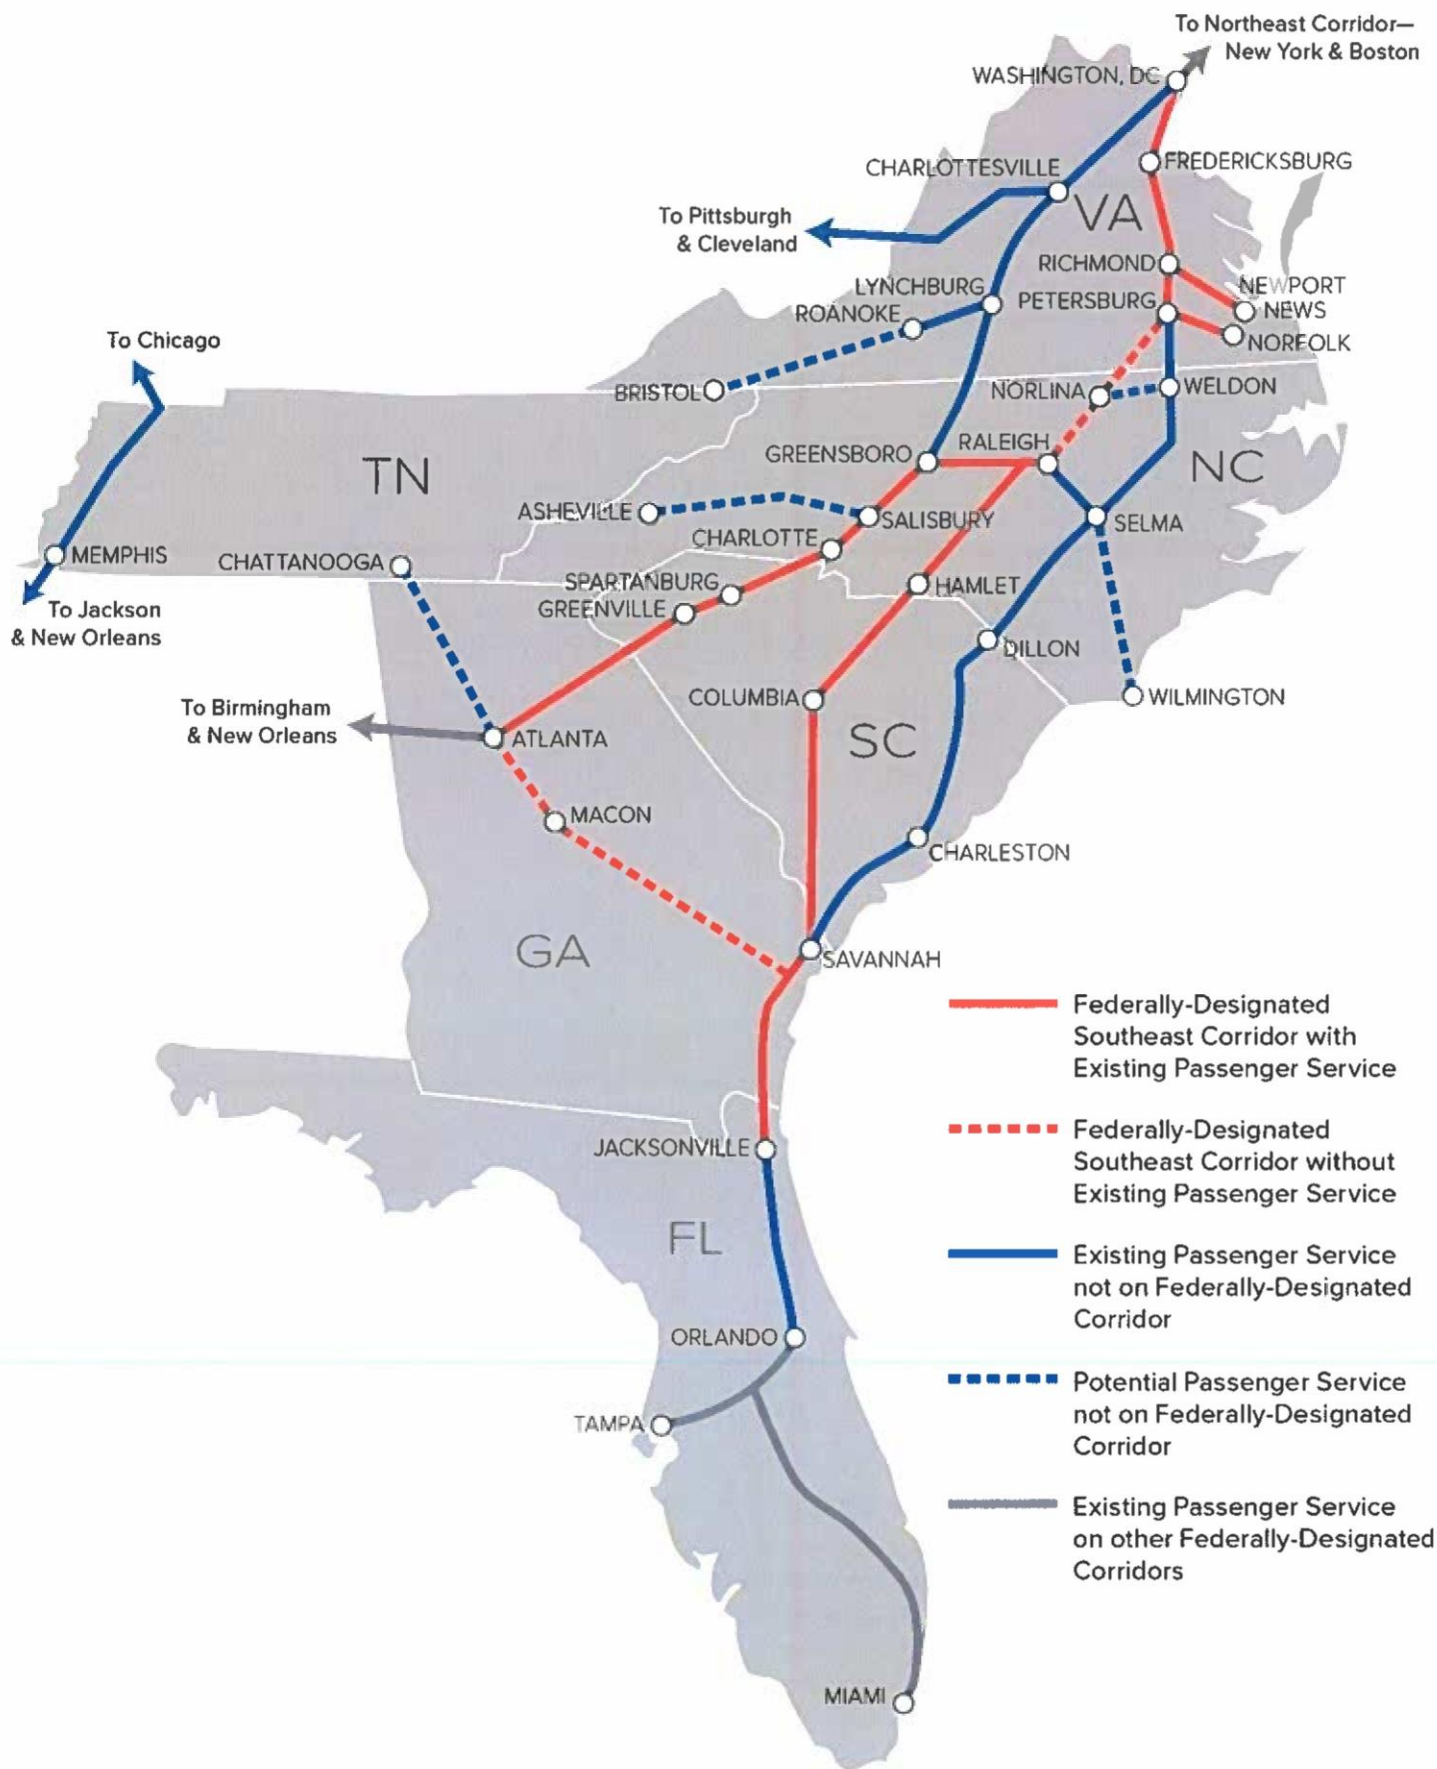 To Northeast Corridor—
New York & Boston
WASHINGTON, DC
FREDERICKSBURG
CHARLOTTESVILLE
VA
To Pittsburgh
& Cleveland
RICHMOND
LYNCHBURG
NEWPORT
NEWS
PETERSBURG
ROANOKE
NORFOLK
To Chicago
BRISTOL
NORLINA
WELDON
GREENSBORO
RALEIGH
TN
NC
ASHEVILLE
SALISBURY
SELMA
CHARLOTTE
MEMPHIS
CHATTANOOGA
SPARTANBURG
HAMLET
GREENVILLE
To Jackson
& New Orleans
DILLON
COLUMBIA
WILMINGTON
To Birmingham
& New Orleans
ATLANTA
SC
MACON
CHARLESTON
GA
SAVANNAH
Federally-Designated
Southeast Corridor with
Existing Passenger Service
Federally-Designated
Southeast Corridor without
Existing Passenger Service
JACKSONVILLE
FL
Existing Passenger Service
not on Federally-Designated
Corridor
ORLANDO
Potential Passenger Service
not on Federally-Designated
Corridor
TAMPA
Existing Passenger Service
on other Federally-Designated
Corridors
MIAMI